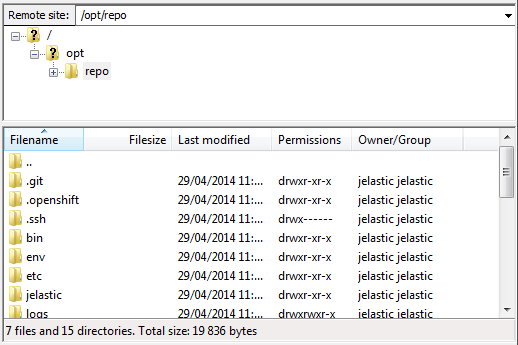 Remote site: /opt/repo
/
opt
repo
Filename Filesize Last modified Permissions Owner/Group
..
.git 29/04/2014 11:... drwxr-xr-x jelastic jelastic
.openshift 29/04/2014 11:... drwxr-xr-x jelastic jelastic
.ssh 29/04/2014 11:... drwx------ jelastic jelastic
bin 29/04/2014 11:... drwxr-xr-x jelastic jelastic
env 29/04/2014 11:... drwxr-xr-x jelastic jelastic
etc 29/04/2014 11:... drwxr-xr-x jelastic jelastic
jelastic 29/04/2014 11:... drwxr-xr-x jelastic jelastic
logs 29/04/2014 11:... drwxrwxr-x jelastic jelastic
7 files and 15 directories. Total size: 19 836 bytes